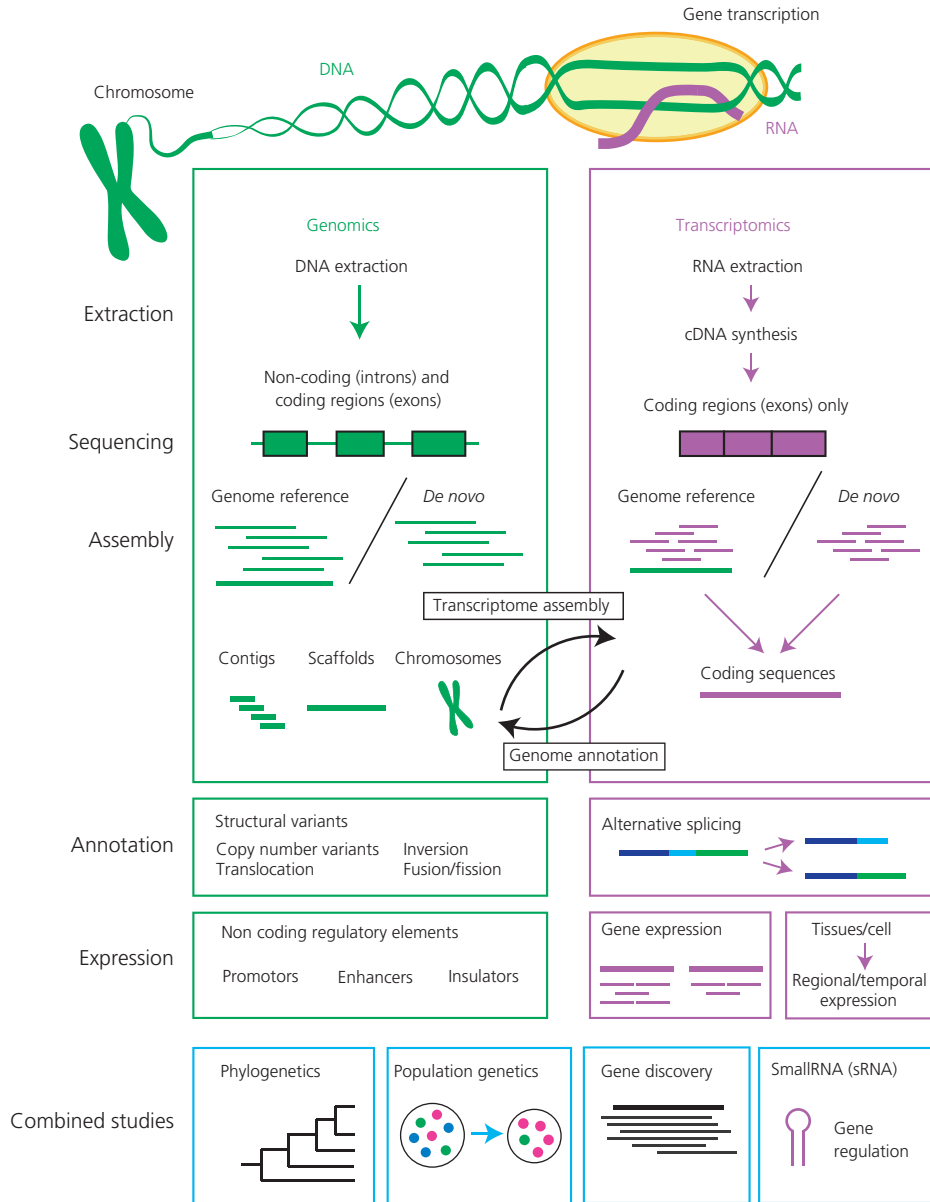 Gene transcription
DNA
Chromosome
RNA
Genomics
Transcriptomics
DNA extraction
RNA extraction
Extraction
cDNA synthesis
Non-coding (introns) and
coding regions (exons)
Coding regions (exons) only
Sequencing
Genome reference
De novo
Genome reference
De novo
Assembly
Transcriptome assembly
Contigs
Scaffolds
Chromosomes
Coding sequences
Genome annotation
Annotation
Structural variants
Copy number variants
Inversion
Translocation
Fusion/fission
Alternative splicing
Expression
Non coding regulatory elements
Promotors
Enhancers
Insulators
Gene expression
Tissues/cell
Regional/temporal
expression
Combined studies
Phylogenetics
Population genetics
Gene discovery
SmallRNA (sRNA)
Gene
regulation